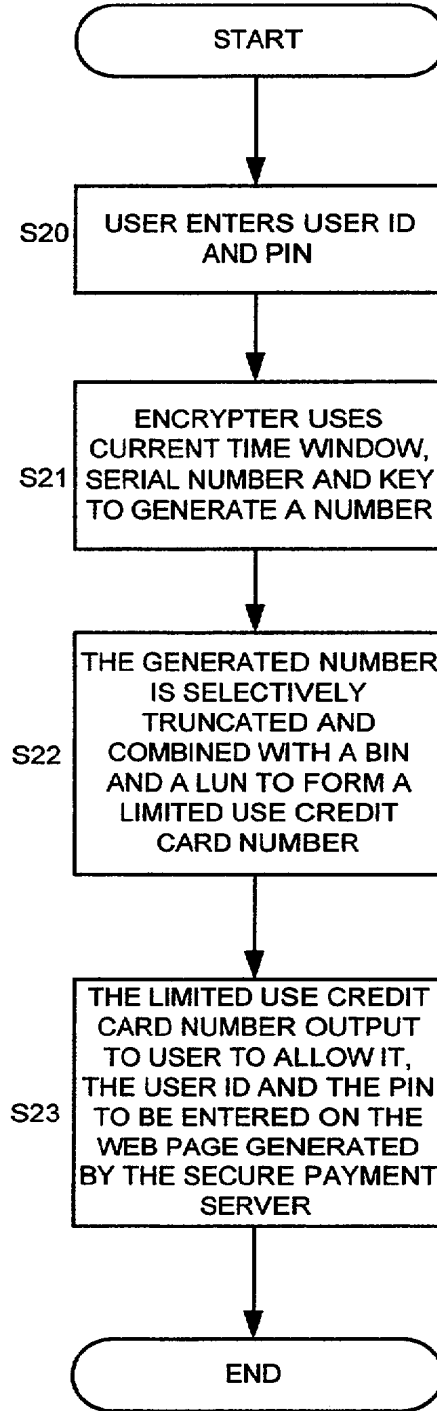 START
S20
USER ENTERS USER ID
AND PIN
S21
ENCRYPTER USES
CURRENT TIME WINDOW,
SERIAL NUMBER AND KEY
TO GENERATE A NUMBER
S22
THE GENERATED NUMBER
IS SELECTIVELY
TRUNCATED AND
COMBINED WITH A BIN
AND A LUN TO FORM A
LIMITED USE CREDIT
CARD NUMBER
S23
THE LIMITED USE CREDIT
CARD NUMBER OUTPUT
TO USER TO ALLOW IT,
THE USER ID AND THE PIN
TO BE ENTERED ON THE
WEB PAGE GENERATED
BY THE SECURE PAYMENT
SERVER
END